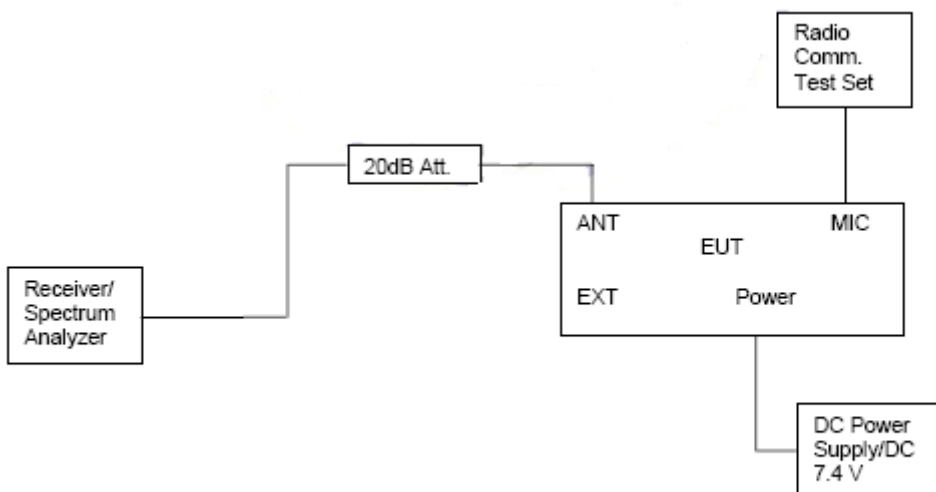 Radio
Comm.
Test Set
20dB Att.
ANT
MIC
EUT
EXT
Power
Receiver/
Spectrum
Analyzer
DC Power
Supply/DC
7.4 V